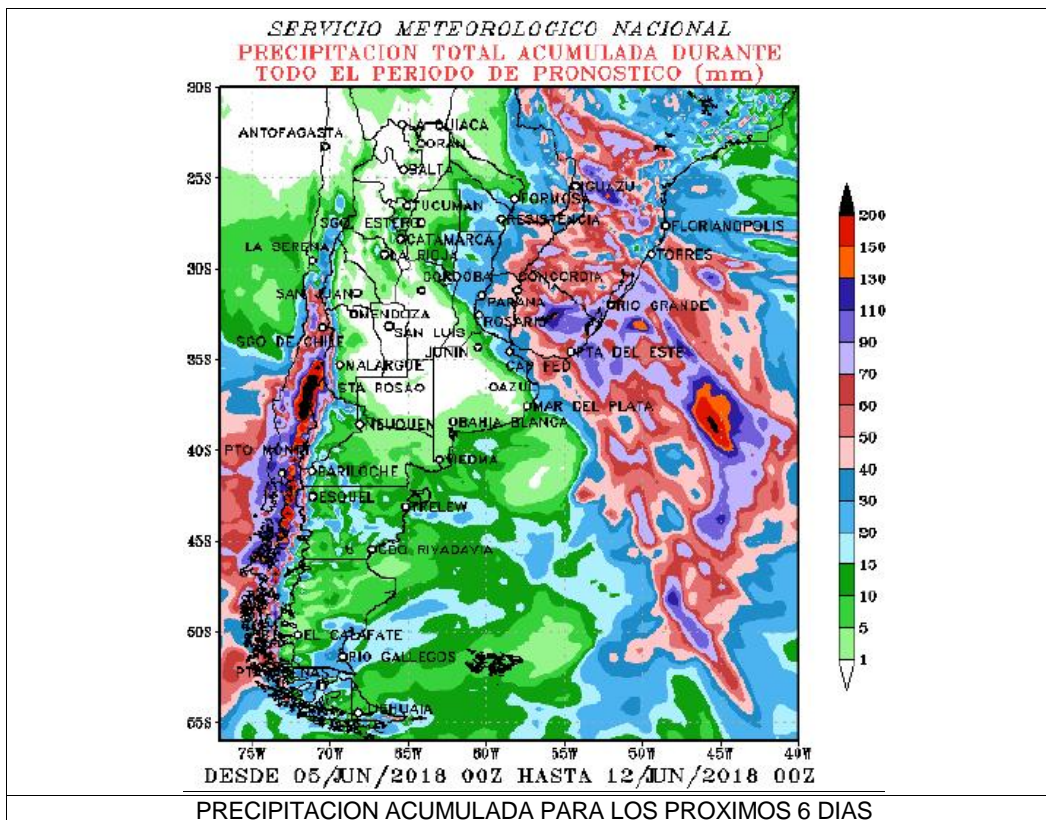 SERVICIO METEOROLOGICO NACIONAL
PRECIPITACION TOTAL ACUMULADA DURANTE
TODO EL PERIODO DE PRONOSTICO (mm)
LA QUIACA
ANTOFAGASTA
ORAN
25S
SALTA
IGUAZU
FORMOSA
TUCUMAN
RESISTENCIA
200
SGO ESTERO
FLORIANOPOLIS
150
CATAMARCA
LA SERENA
LA RIOJA
TORRES
130
30S
CORDOBA
CONCORDIA
110
SAN JUAN
PARANA
RIO GRANDE
MENDOZA
ROSARIO
90
SAN LUIS
SGO DE CHILE
JUNIN
PTA DEL ESTE
70
35S
MALARGUE
CAP FED
60
STA ROSA
AZUL
50
MAR DEL PLATA
NEUQUEN
BAHIA BLANCA
40
40S
PTO MONTT
VIEDMA
BARILOCHE
30
ESQUEL
TRELEW
20
45S
CDO RIVADAVIA
15
10
50S
EL CALAFATE
5
RIO GALLEGOS
1
USHUAIA
75W 70W 65W 60W 55W 50W 45W 40W
DESDE 05/JUN/2018 00Z HASTA 12/JUN/2018 00Z
PRECIPITACION ACUMULADA PARA LOS PROXIMOS 6 DIAS